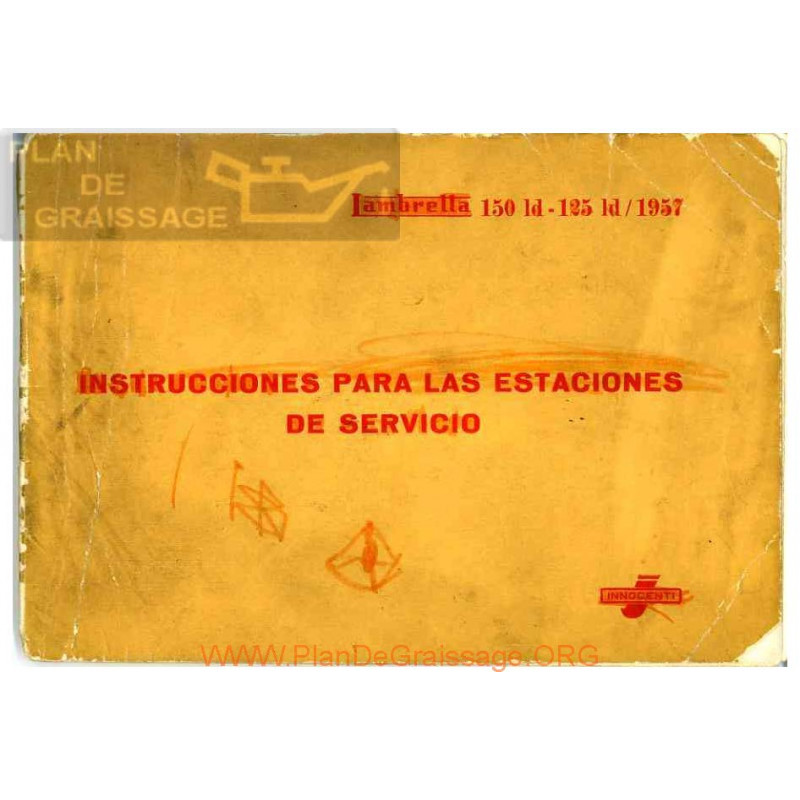 PLAN
DE
GRAISSAGE
Lambretta 150 ld - 125 ld / 1957
INSTRUCCIONES PARA LAS ESTACIONES
DE SERVICIO
INNOCENTI
WWW.PlanDeGraissage.ORG